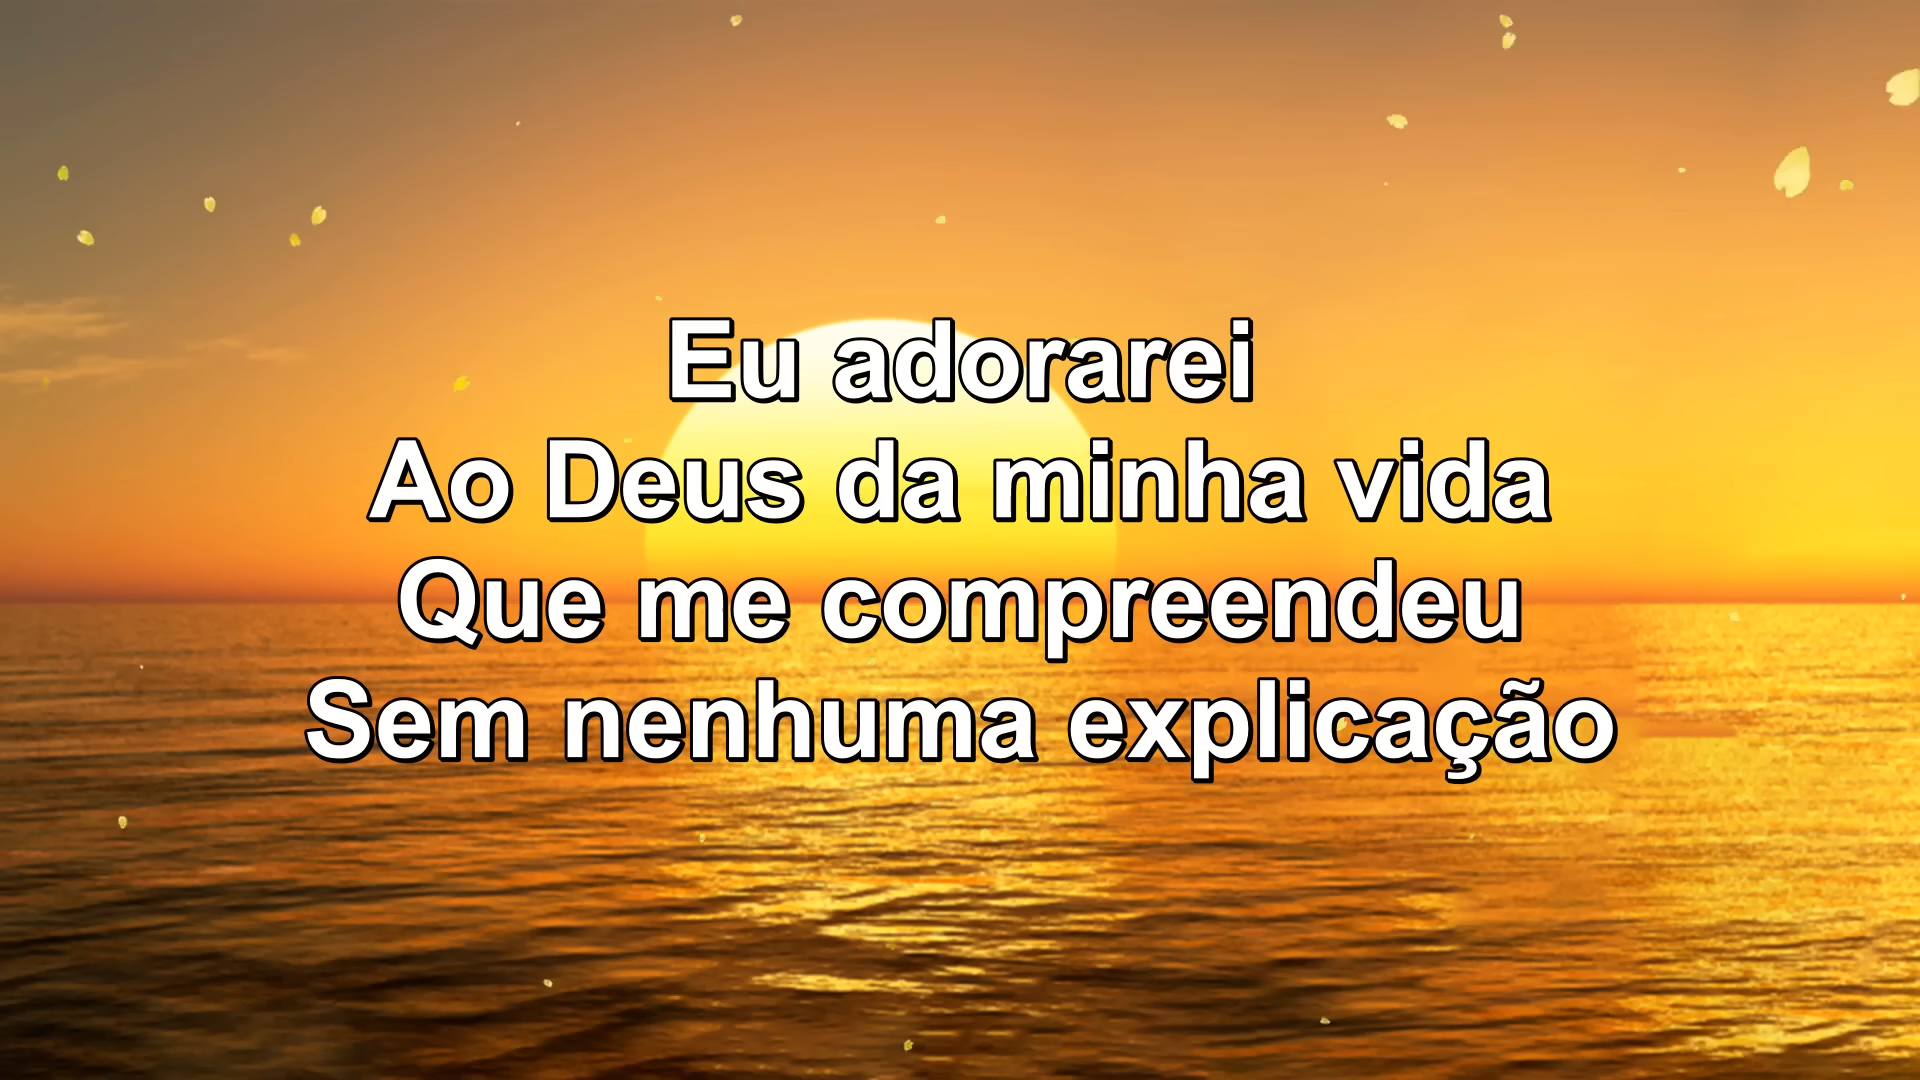 Eu adorarei
Ao Deus da minha vida
Que me compreendeu
Sem nenhuma explicação